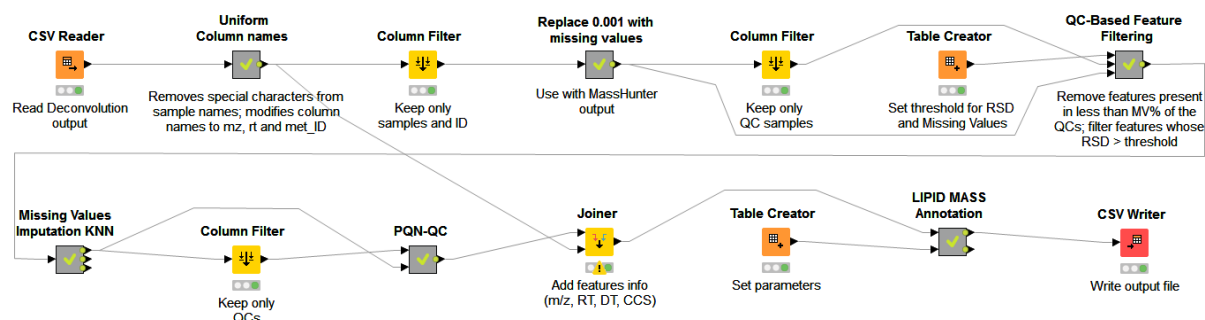 CSV Reader
Read Deconvolution
output
Uniform
Column names
Removes special characters from
sample names; modifies column
names to mz, rt and met_ID
Column Filter
Keep only
samples and ID
Replace 0.001 with
missing values
Use with MassHunter
output
Column Filter
Keep only
QC samples
Table Creator
Set threshold for RSD
and Missing Values
QC-Based Feature
Filtering
Remove features present
in less than MV% of the
QCs; filter features whose
RSD > threshold
Missing Values
Imputation KNN
Column Filter
Keep only
QCs
PQN-QC
Joiner
Add features info
(m/z, RT, DT, CCS)
Table Creator
Set parameters
LIPID MASS
Annotation
CSV Writer
Write output file